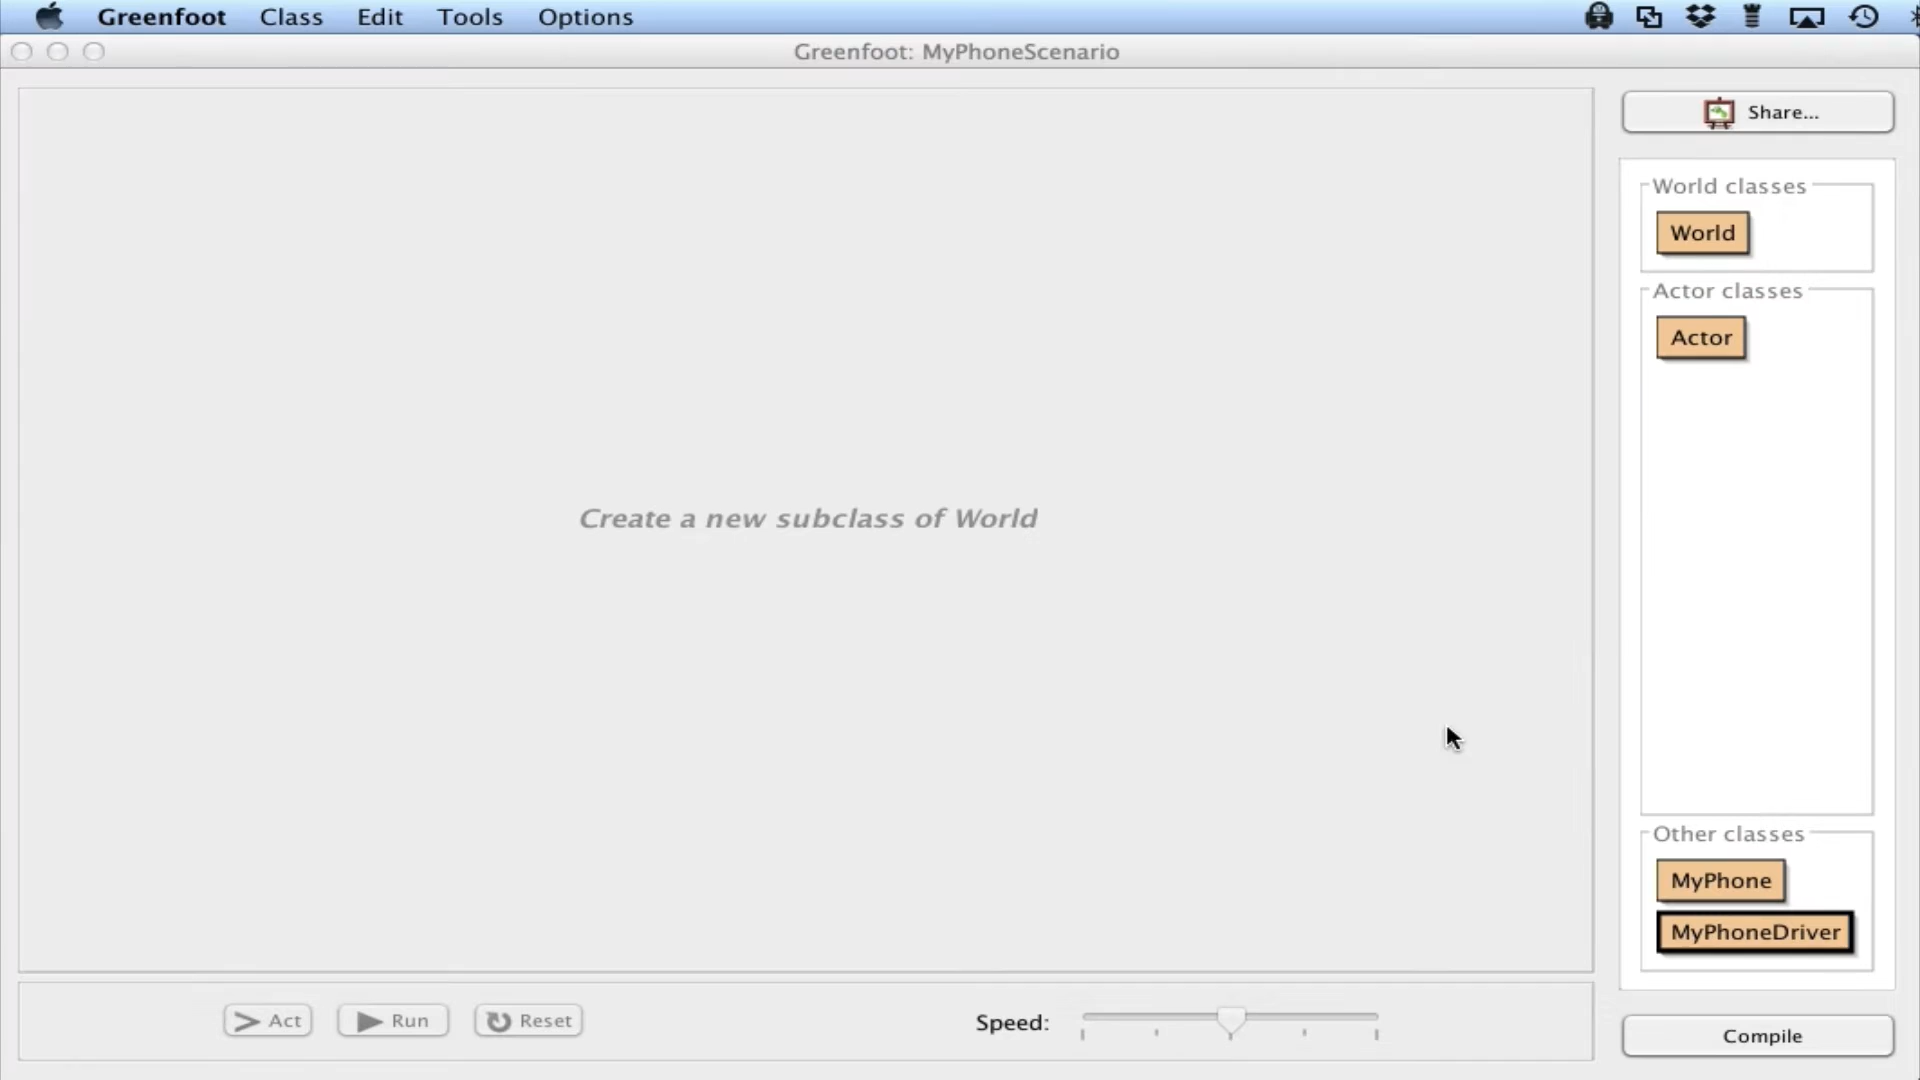 Greenfoot Class Edit Tools Options
Greenfoot: MyPhoneScenario
Share...
World classes
World
Actor classes
Actor
Create a new subclass of World
Other classes
MyPhone
MyPhoneDriver
Act Run Reset Speed:
Compile